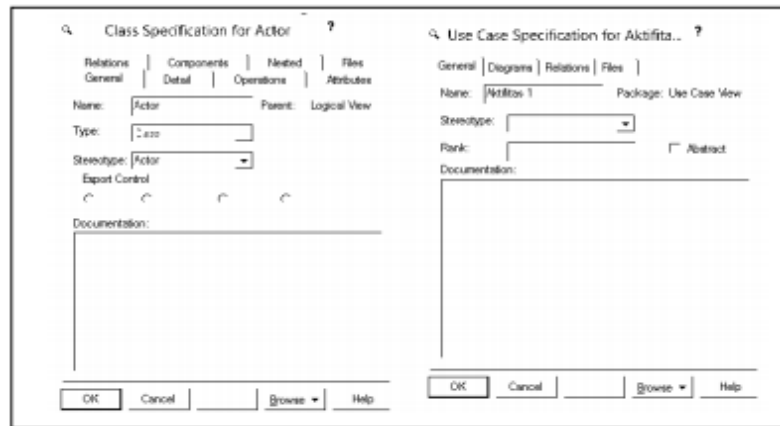 Class Specification for Actor ?
Relations Components Nested Files
General Detail Operations Attributes
Name: Actor Parent: Logical View
Type:
Stereotype: Actor
Export Control
Documentation:
OK Cancel Browse Help
Use Case Specification for Aktifita... ?
General Diagrams Relations Files
Name: Aktifitas 1 Package: Use Case View
Stereotype:
Rank: Abstract
Documentation:
OK Cancel Browse Help